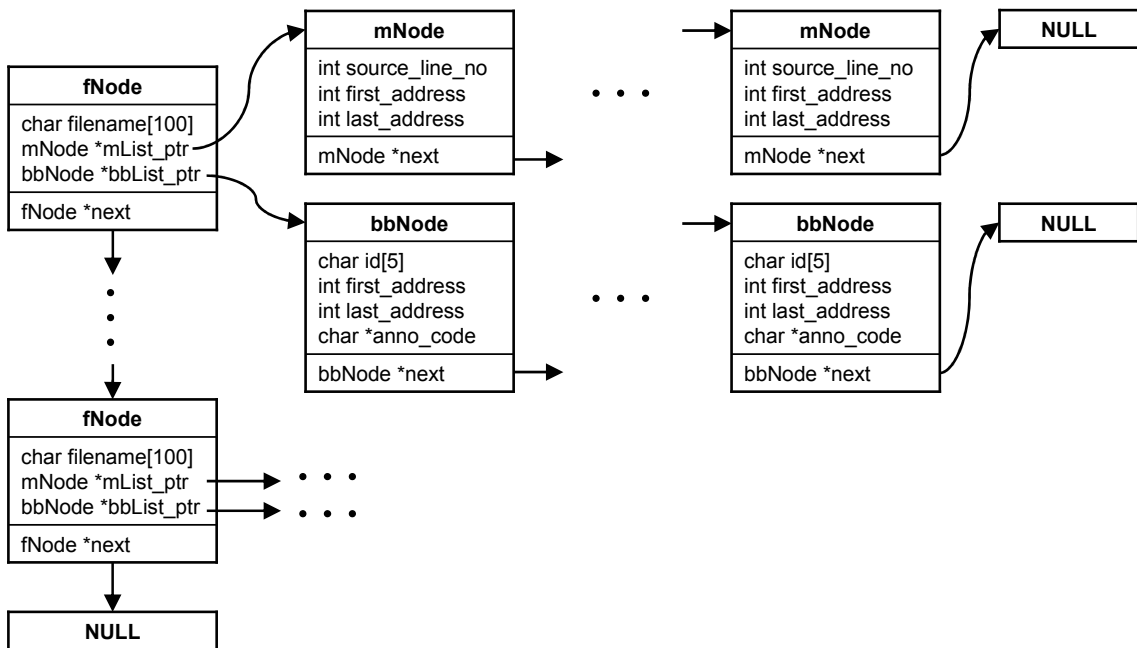 fNode
char filename[100]
mNode *mList_ptr
bbNode *bbList_ptr
fNode *next
mNode
int source_line_no
int first_address
int last_address
mNode *next
mNode
int source_line_no
int first_address
int last_address
mNode *next
NULL
bbNode
char id[5]
int first_address
int last_address
char *anno_code
bbNode *next
bbNode
char id[5]
int first_address
int last_address
char *anno_code
bbNode *next
NULL
fNode
char filename[100]
mNode *mList_ptr
bbNode *bbList_ptr
fNode *next
NULL